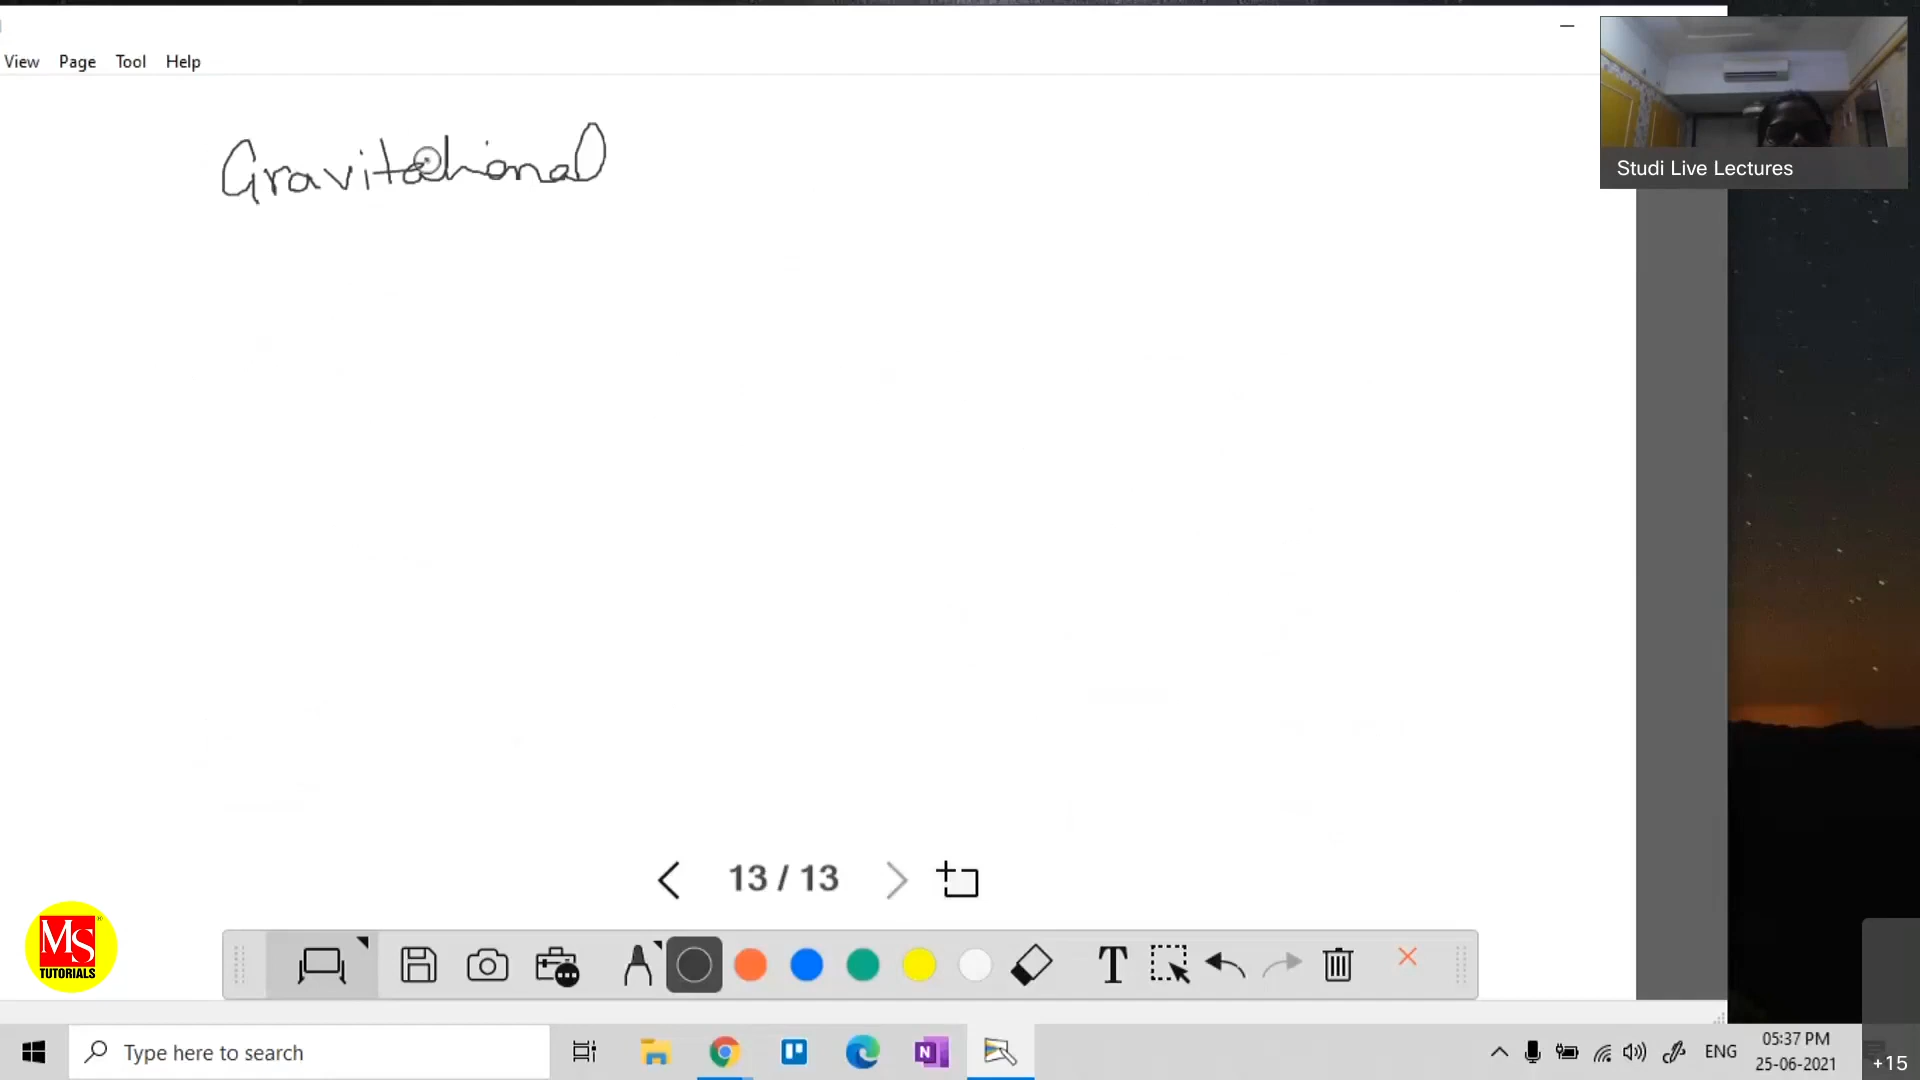 View Page Tool Help
Studi Live Lectures
Gravitational
13 / 13
MS
TUTORIALS
T
Type here to search
N
ENG
05:37 PM
25-06-2021
+15